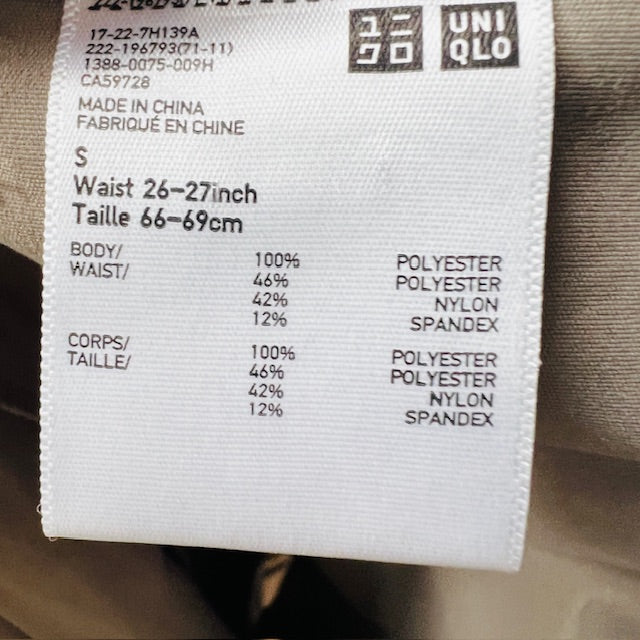 17-22-7H139A
222-196793(71-11)
1388-0075-009H
CA59728
ユニ
クロ
UNI
QLO
MADE IN CHINA
FABRIQUÉ EN CHINE
S
Waist 26-27inch
Taille 66-69cm
BODY/ 100% POLYESTER
WAIST/ 46% POLYESTER
42% NYLON
12% SPANDEX
CORPS/ 100% POLYESTER
TAILLE/ 46% POLYESTER
42% NYLON
12% SPANDEX